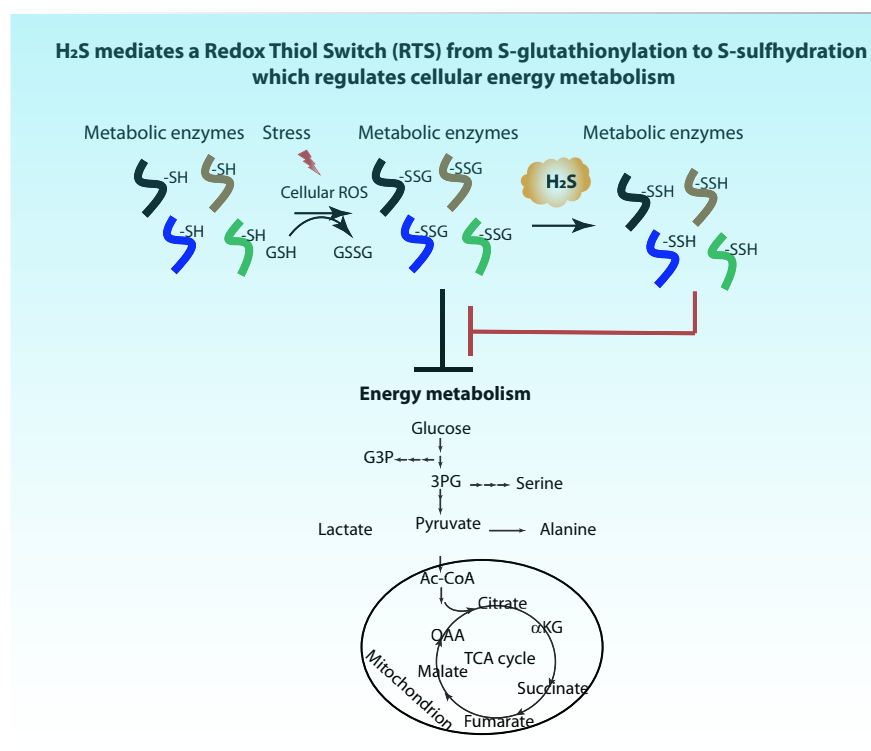 H₂S mediates a Redox Thiol Switch (RTS) from S-glutathionylation to S-sulfhydration
which regulates cellular energy metabolism
Metabolic enzymes Stress Metabolic enzymes Metabolic enzymes
-SH -SH -SSG -SSG H₂S -SSH -SSH
Cellular ROS
-SH -SH -SSG -SSG -SSH -SSH
GSH GSSG
Energy metabolism
Glucose
G3P
3PG Serine
Lactate Pyruvate Alanine
Ac-CoA
Citrate
OAA αKG
TCA cycle
Malate
Succinate
Fumarate
Mitochondrion